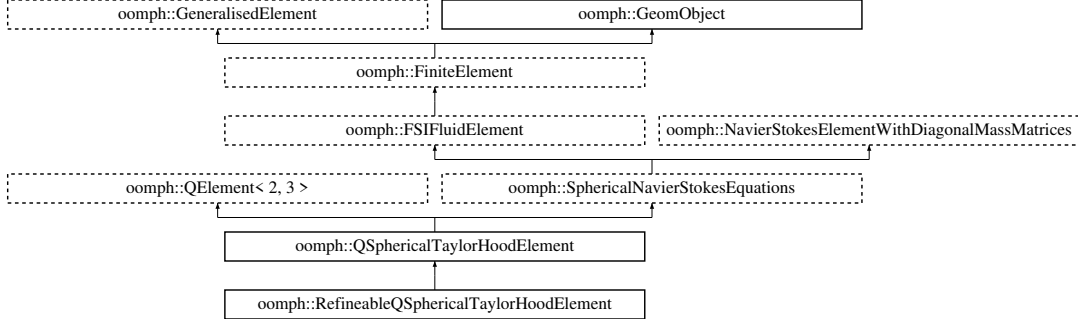 oomph::GeneralisedElement
oomph::GeomObject
oomph::FiniteElement
oomph::FSIFluidElement
oomph::NavierStokesElementWithDiagonalMassMatrices
oomph::QElement< 2, 3 >
oomph::SphericalNavierStokesEquations
oomph::QSphericalTaylorHoodElement
oomph::RefineableQSphericalTaylorHoodElement